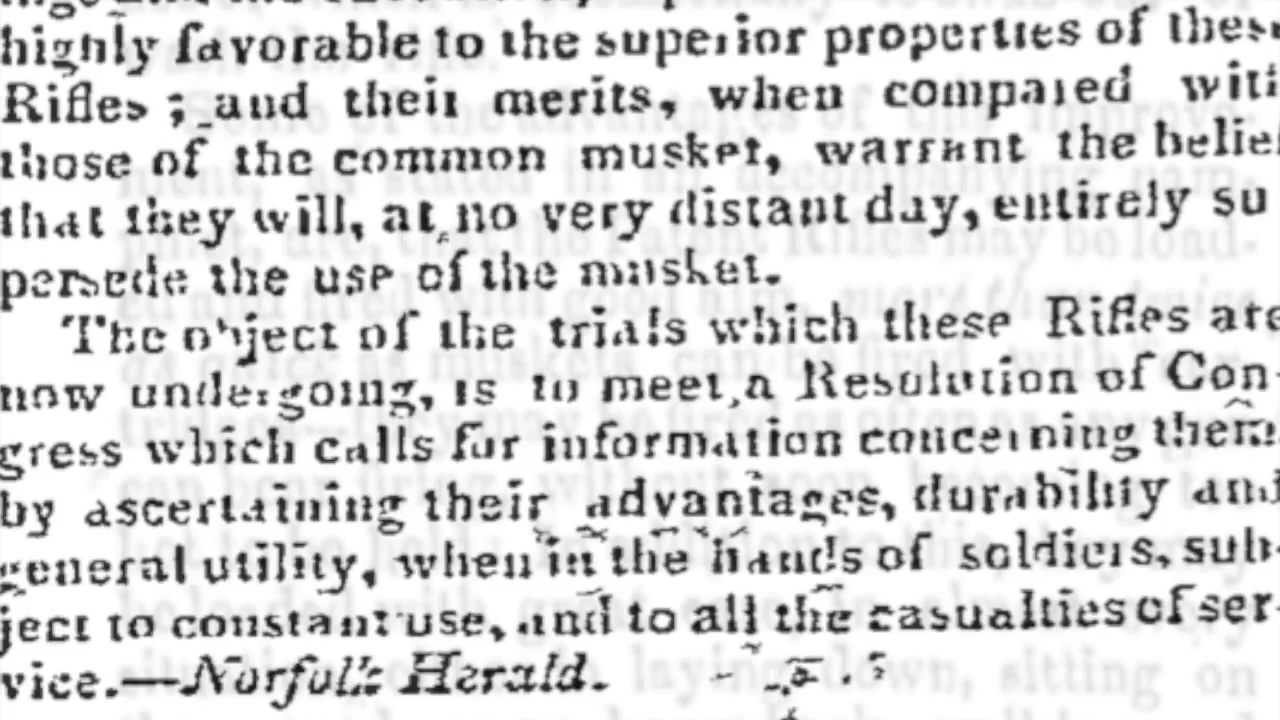 highly favorable to the superior properties of these
Rifles ; and their merits, when compared with
those of the common musket, warrant the belief
that they will, at no very distant day, entirely su
persede the use of the musket.
The object of the trials which these Rifles are
now undergoing, is to meet a Resolution of Con-
gress which calls for information concerning them
by ascertaining their advantages, durability and
general utility, when in the hands of soldiers, sub-
ject to constant use, and to all the casualties of ser-
vice.—Norfolk Herald.